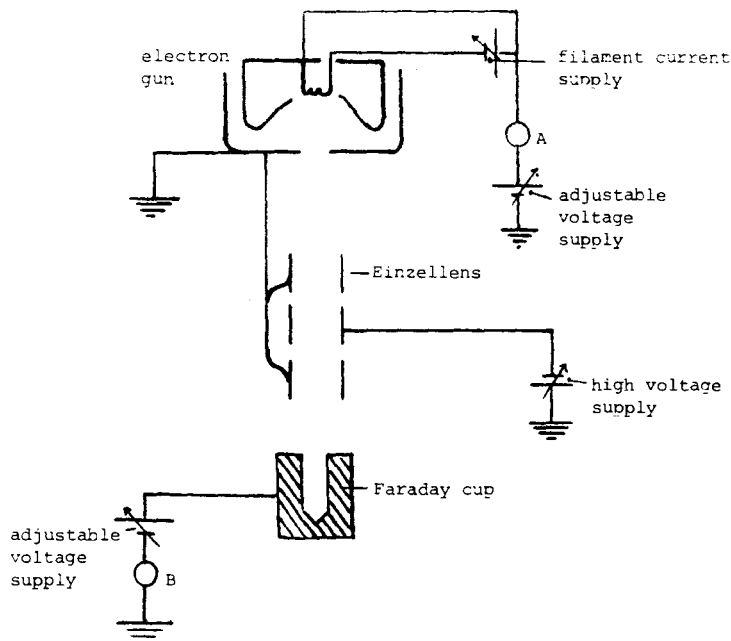 electron
gun
filament current
supply
A
adjustable
voltage
supply
Einzellens
high voltage
supply
Faraday cup
adjustable
voltage
supply
B